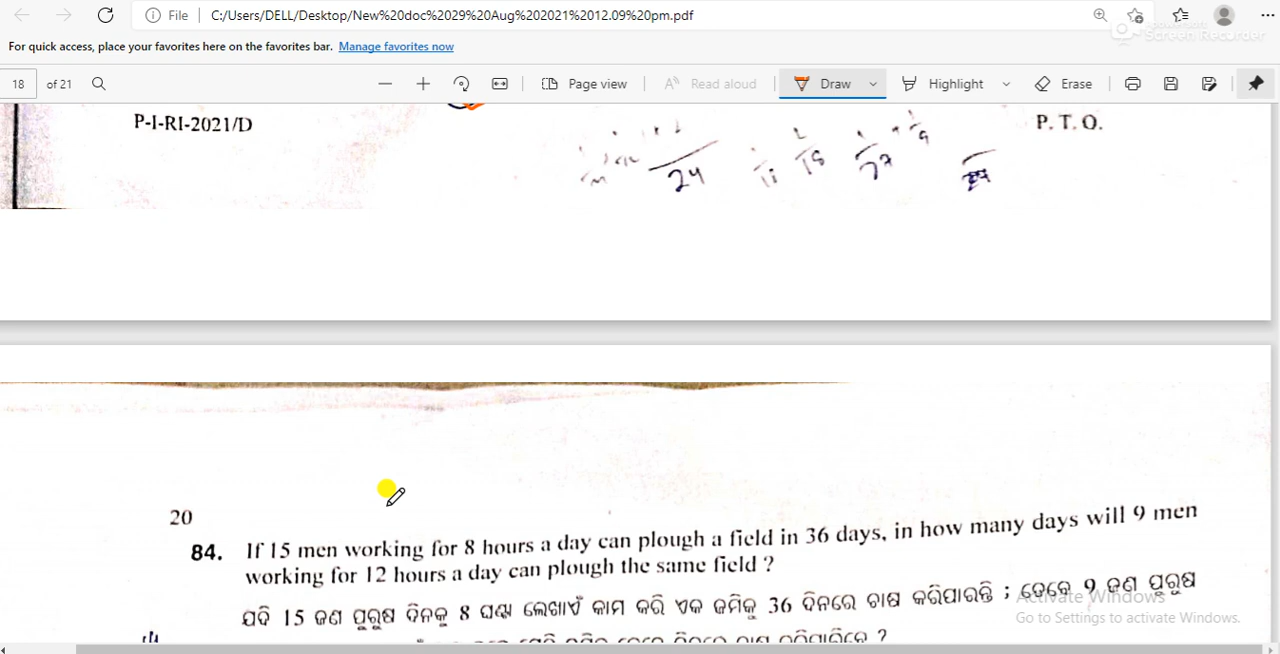 File
C:/Users/DELL/Desktop/New%20doc%2029%20Aug%202021%2012.09%20pm.pdf
Screen Recorder
For quick access, place your favorites here on the favorites bar. Manage favorites now
18 of 21
Page view
Read aloud
Draw
Highlight
Erase
P-I-RI-2021/D
P. T. O.
24
20
84. If 15 men working for 8 hours a day can plough a field in 36 days, in how many days will 9 men
working for 12 hours a day can plough the same field ?
ଯଦି 15 ଜଣ ପୁରୁଷ ଦିନକୁ 8 ଘଣ୍ଟା ଲେଖାଏଁ କାମ କରି ଏକ ଜମିକୁ 36 ଦିନରେ ଚାଷ କରିପାରନ୍ତି ; ତେବେ 9 ଜଣ ପୁରୁଷ
Activate Windows
Go to Settings to activate Windows.